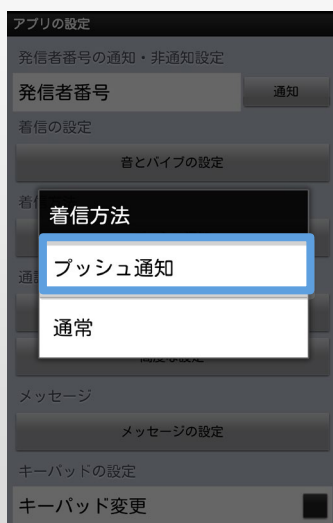 アプリの設定
発信者番号の通知・非通知設定
発信者番号
通知
着信の設定
音とバイブの設定
着
着信方法
プッシュ通知
通
通常
メッセージ
メッセージの設定
キーパッドの設定
キーパッド変更